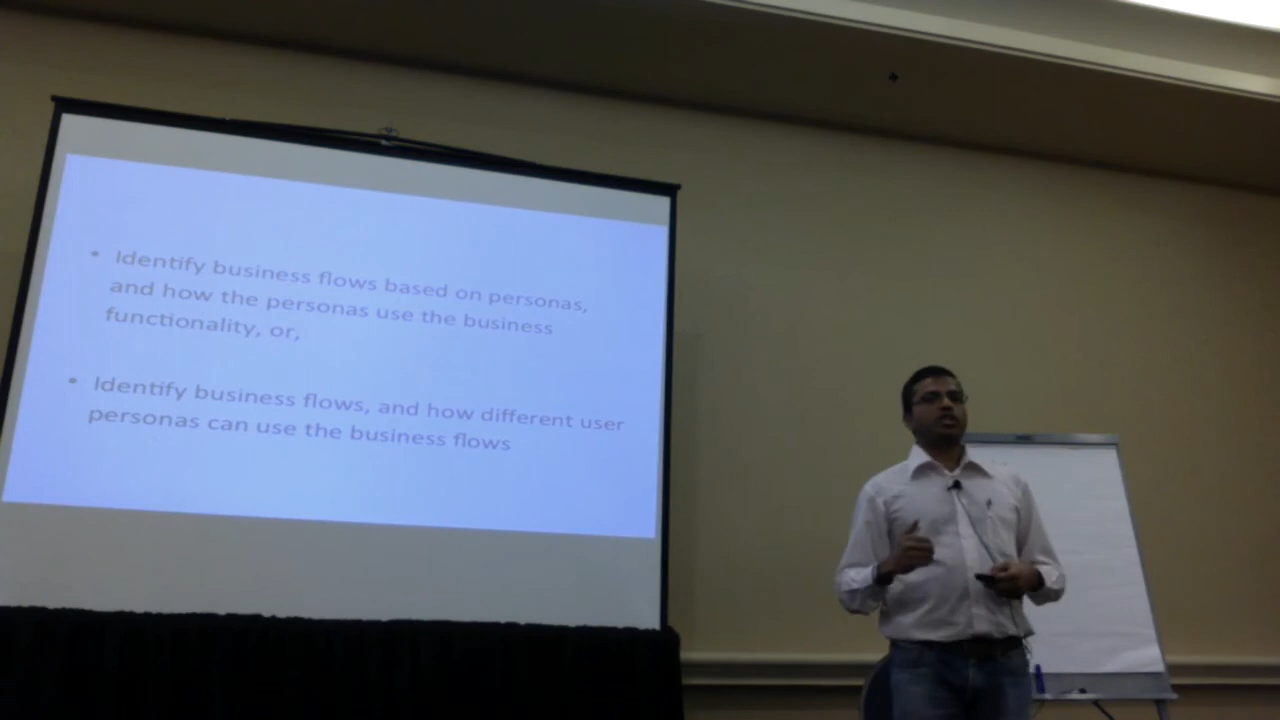 • Identify business flows based on personas,
and how the personas use the business
functionality, or,
• Identify business flows, and how different user
personas can use the business flows